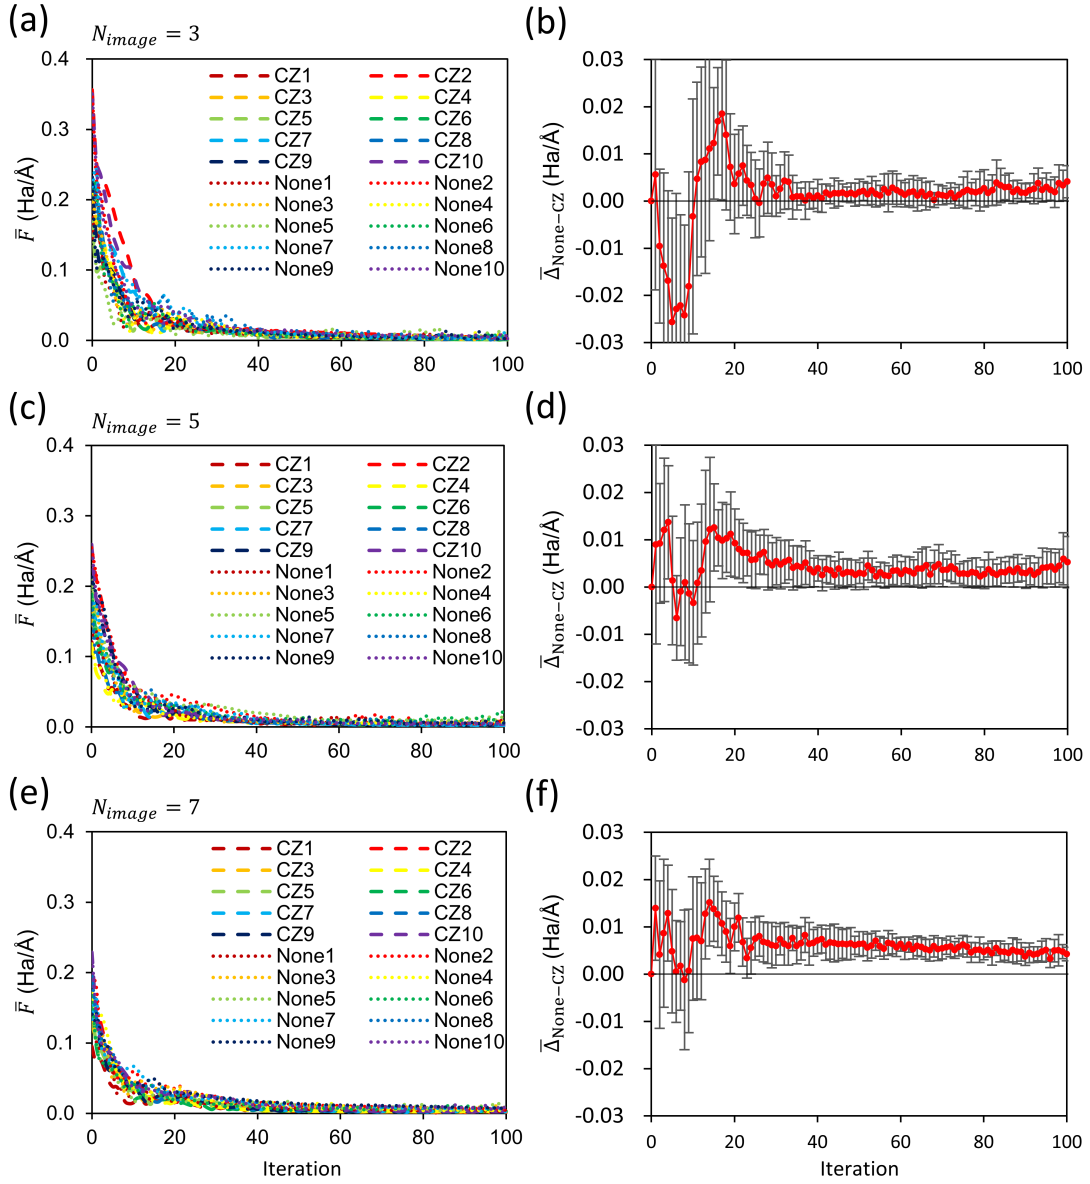 (a) N_image = 3
(b)
0.4
0.3
0.2
0.1
0.0
F̅ (Ha/Å)
CZ1 CZ2
CZ3 CZ4
CZ5 CZ6
CZ7 CZ8
CZ9 CZ10
None1 None2
None3 None4
None5 None6
None7 None8
None9 None10
0 20 40 60 80 100
0.03
0.02
0.01
0.00
-0.01
-0.02
-0.03
Δ̅None−CZ (Ha/Å)
0 20 40 60 80 100
(c) N_image = 5
(d)
0.4
0.3
0.2
0.1
0.0
F̅ (Ha/Å)
CZ1 CZ2
CZ3 CZ4
CZ5 CZ6
CZ7 CZ8
CZ9 CZ10
None1 None2
None3 None4
None5 None6
None7 None8
None9 None10
0 20 40 60 80 100
0.03
0.02
0.01
0.00
-0.01
-0.02
-0.03
Δ̅None−CZ (Ha/Å)
0 20 40 60 80 100
(e) N_image = 7
(f)
0.4
0.3
0.2
0.1
0.0
F̅ (Ha/Å)
CZ1 CZ2
CZ3 CZ4
CZ5 CZ6
CZ7 CZ8
CZ9 CZ10
None1 None2
None3 None4
None5 None6
None7 None8
None9 None10
0 20 40 60 80 100
Iteration
0.03
0.02
0.01
0.00
-0.01
-0.02
-0.03
Δ̅None−CZ (Ha/Å)
0 20 40 60 80 100
Iteration